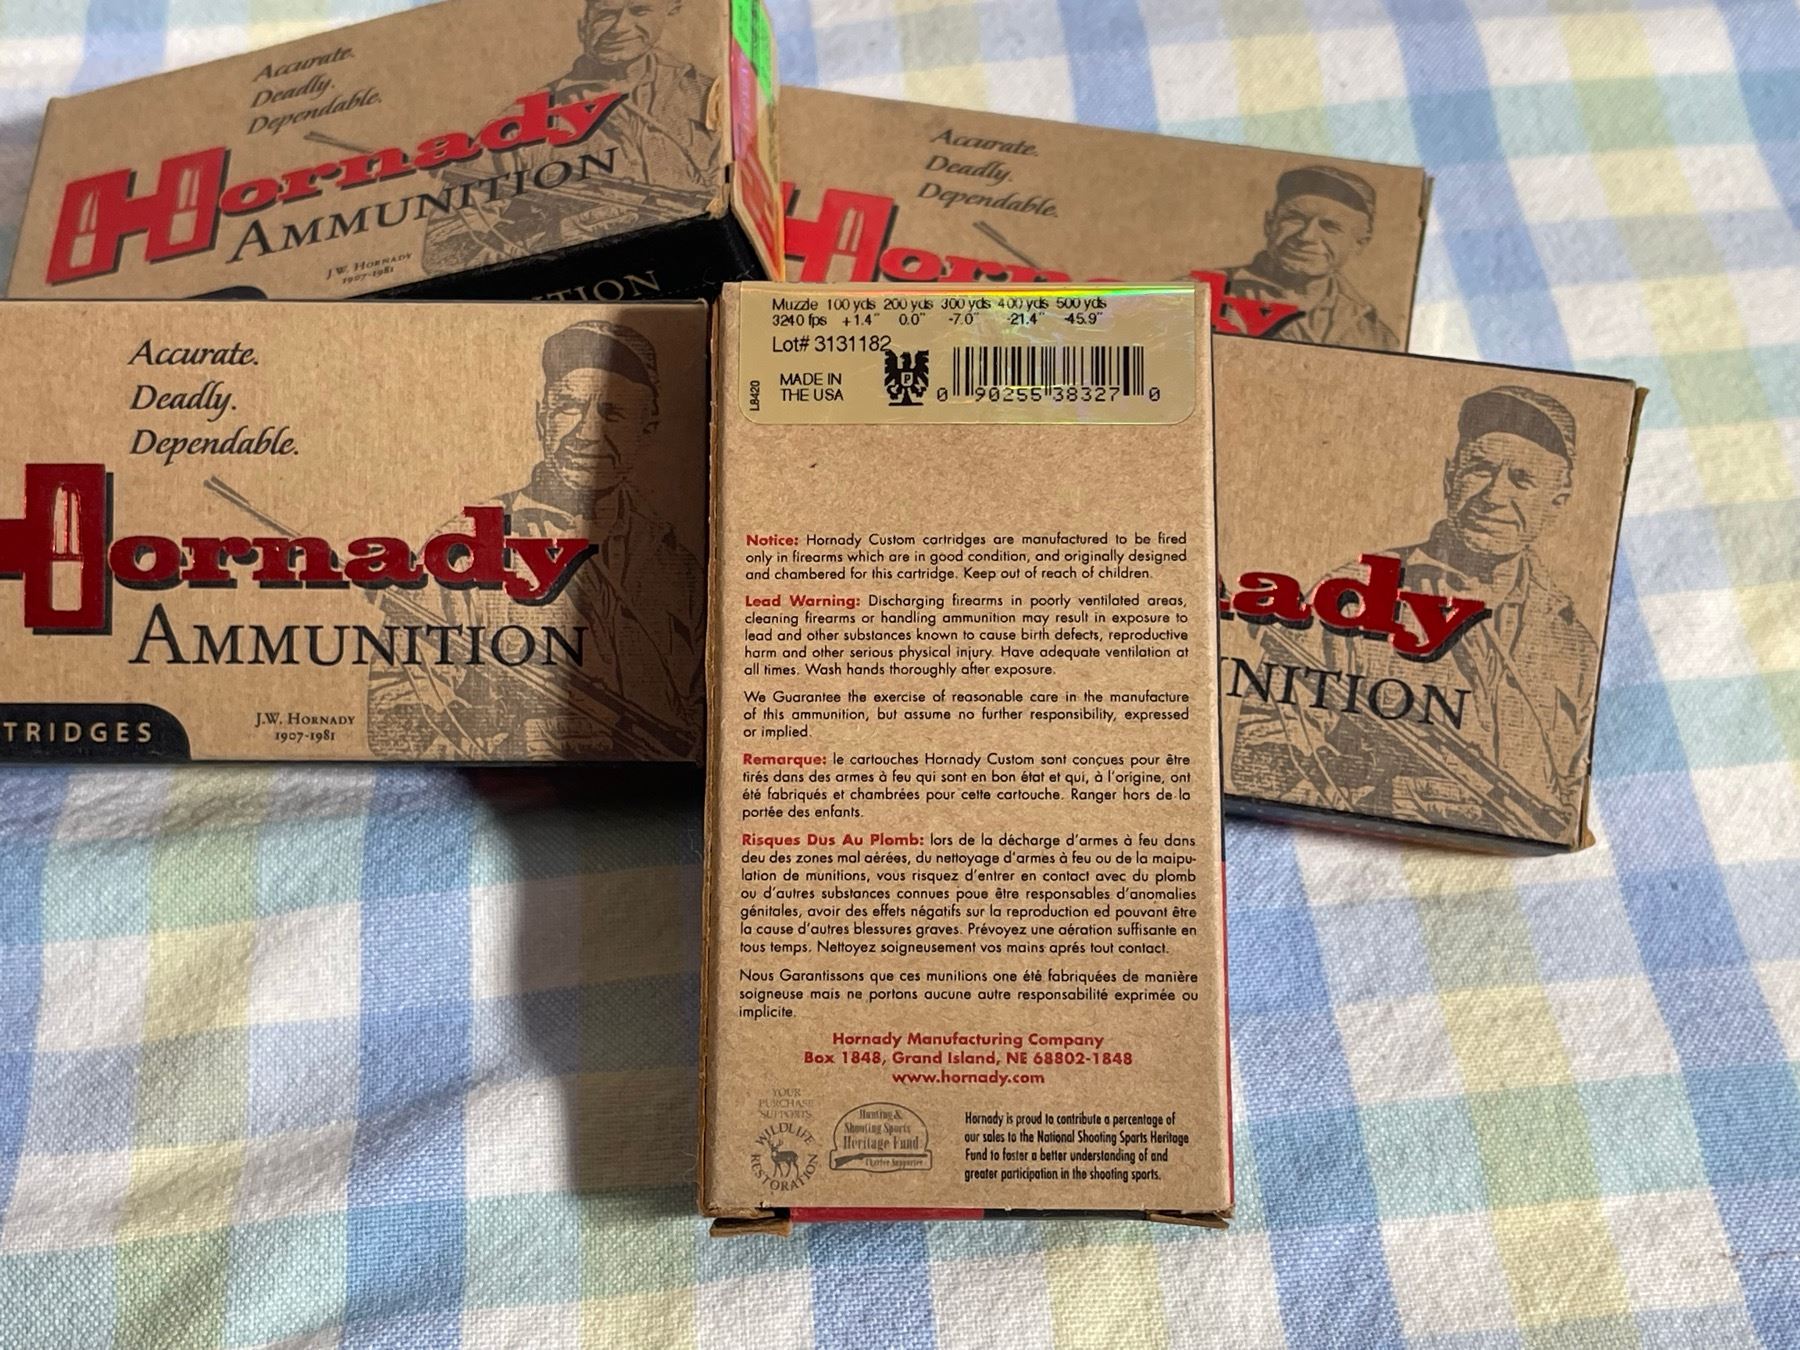 Accurate.
Deadly.
Dependable.
Hornady
AMMUNITION
J.W. HORNADY
1907-1981
TION
Accurate.
Deadly.
Dependable.
Hornady
Accurate.
Deadly.
Dependable.
Hornady
AMMUNITION
TRIDGES
J.W. HORNADY
1907-1981
nady
NITION
Muzzle 100 yds 200 yds 300 yds 400 yds 500 yds
3240 fps +1.4" 0.0" -7.0" -21.4" -45.9"
Lot# 3131182
MADE IN
THE USA
L8420
P
0 90255 38327 0
Notice: Hornady Custom cartridges are manufactured to be fired
only in firearms which are in good condition, and originally designed
and chambered for this cartridge. Keep out of reach of children.
Lead Warning: Discharging firearms in poorly ventilated areas,
cleaning firearms or handling ammunition may result in exposure to
lead and other substances known to cause birth defects, reproductive
harm and other serious physical injury. Have adequate ventilation at
all times. Wash hands thoroughly after exposure.
We Guarantee the exercise of reasonable care in the manufacture
of this ammunition, but assume no further responsibility, expressed
or implied.
Remarque: le cartouches Hornady Custom sont conçues pour être
tirés dans des armes à feu qui sont en bon état et qui, à l'origine, ont
été fabriqués et chambrées pour cette cartouche. Ranger hors de la
portée des enfants.
Risques Dus Au Plomb: lors de la décharge d'armes à feu dans
deu des zones mal aérées, du nettoyage d'armes à feu ou de la maipu-
lation de munitions, vous risquez d'entrer en contact avec du plomb
ou d'autres substances connues poue être responsables d'anomalies
génitales, avoir des effets négatifs sur la reproduction ed pouvant être
la cause d'autres blessures graves. Prévoyez une aération suffisante en
tous temps. Nettoyez soigneusement vos mains aprés tout contact.
Nous Garantissons que ces munitions one été fabriquées de manière
soigneuse mais ne portons aucune autre responsabilité exprimée ou
implicite.
Hornady Manufacturing Company
Box 1848, Grand Island, NE 68802-1848
www.hornady.com
YOUR
PURCHASE
SUPPORTS
WILDLIFE
RESTORATION
Hunting &
Shooting Sports
Heritage Fund
Charter Supporter
Hornady is proud to contribute a percentage of
our sales to the National Shooting Sports Heritage
Fund to foster a better understanding of and
greater participation in the shooting sports.